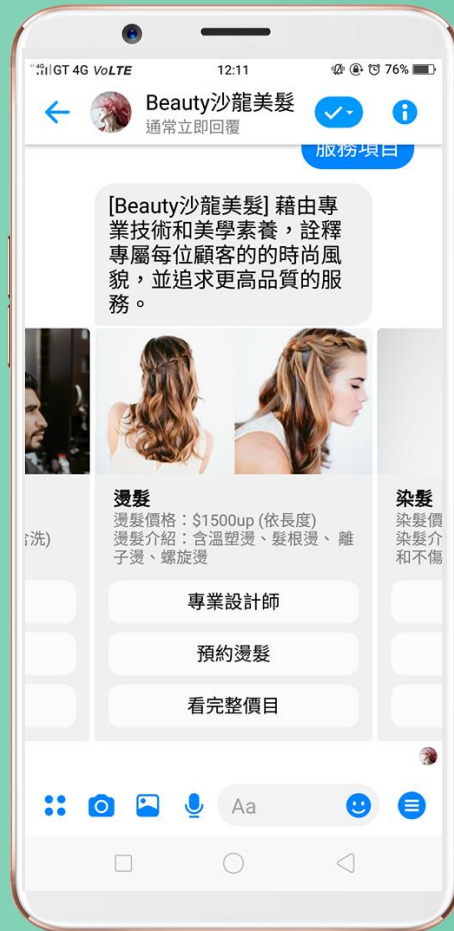 4G GT 4G VoLTE 12:11 76%
Beauty沙龍美髮
通常立即回覆
服務項目
[Beauty沙龍美髮] 藉由專
業技術和美學素養，詮釋
專屬每位顧客的的時尚風
貌，並追求更高品質的服
務。
燙髮
燙髮價格：$1500up (依長度)
燙髮介紹：含溫塑燙、髮根燙、 離
子燙、螺旋燙
專業設計師
預約燙髮
看完整價目
含洗)
染髮
染髮價
染髮介
和不傷
Aa